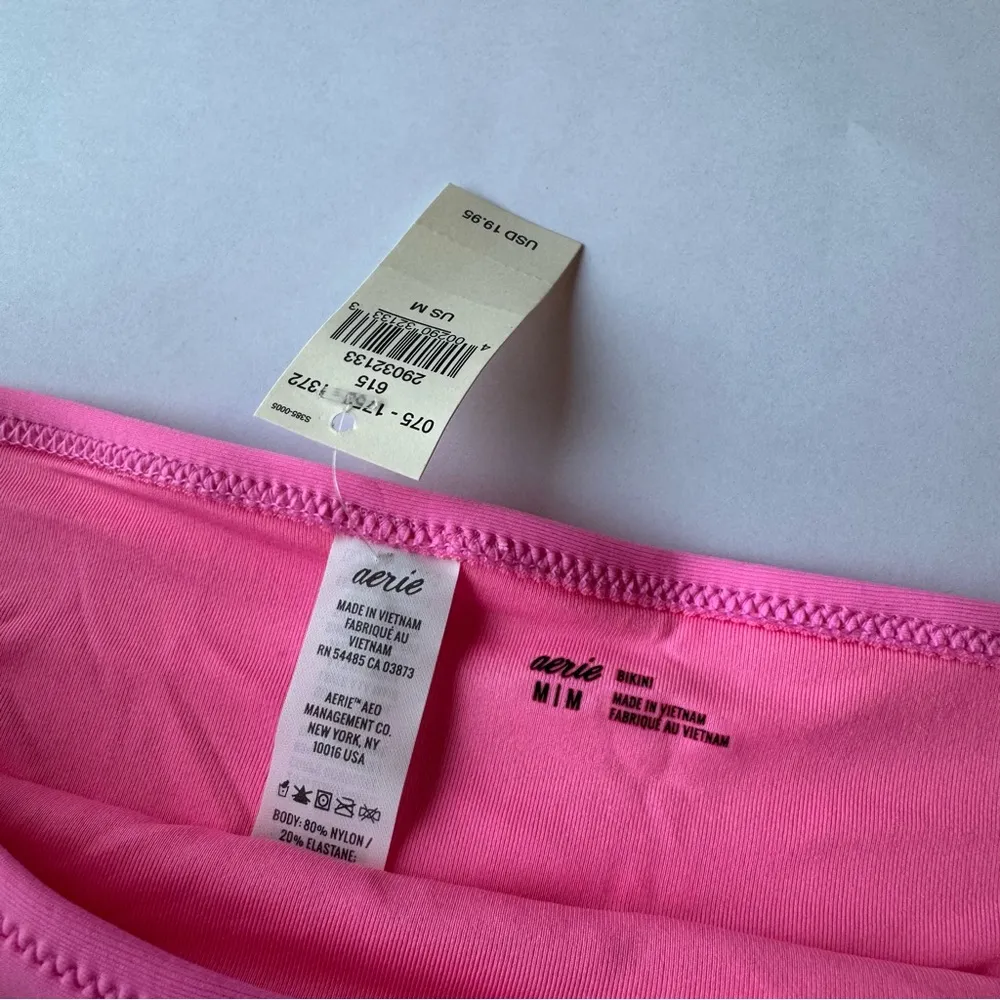 USD 19.95
US M
4 00290 32133 3
29032133
615
075 - 1372
S385-0005
aerie
MADE IN VIETNAM
FABRIQUÉ AU
VIETNAM
RN 54485 CA 03873
AERIE™ AEO
MANAGEMENT CO.
NEW YORK, NY
10016 USA
BODY: 80% NYLON /
20% ELASTANE;
aerie BIKINI
M|M MADE IN VIETNAM
FABRIQUÉ AU VIETNAM